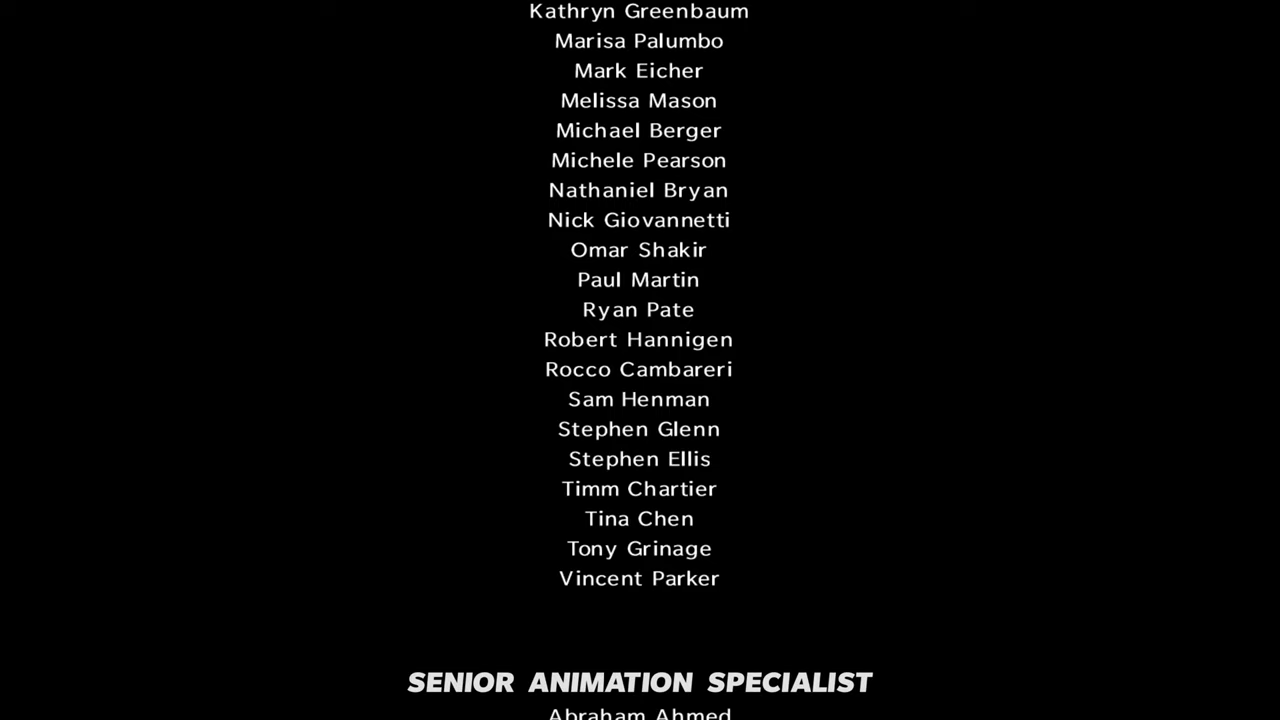 Kathryn Greenbaum
Marisa Palumbo
Mark Eicher
Melissa Mason
Michael Berger
Michele Pearson
Nathaniel Bryan
Nick Giovannetti
Omar Shakir
Paul Martin
Ryan Pate
Robert Hannigen
Rocco Cambareri
Sam Henman
Stephen Glenn
Stephen Ellis
Timm Chartier
Tina Chen
Tony Grinage
Vincent Parker
SENIOR ANIMATION SPECIALIST
Abraham Ahmed